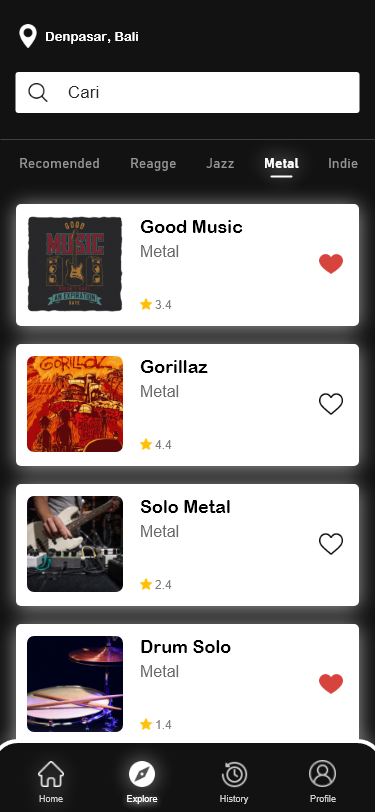 Denpasar, Bali
Cari
Recomended Reagge Jazz Metal Indie
GOOD
MUSIC
AN EXPIRATION
DATE
Good Music
Metal
3.4
GORILLAZ
Gorillaz
Metal
4.4
Solo Metal
Metal
2.4
Drum Solo
Metal
1.4
Home Explore History Profile